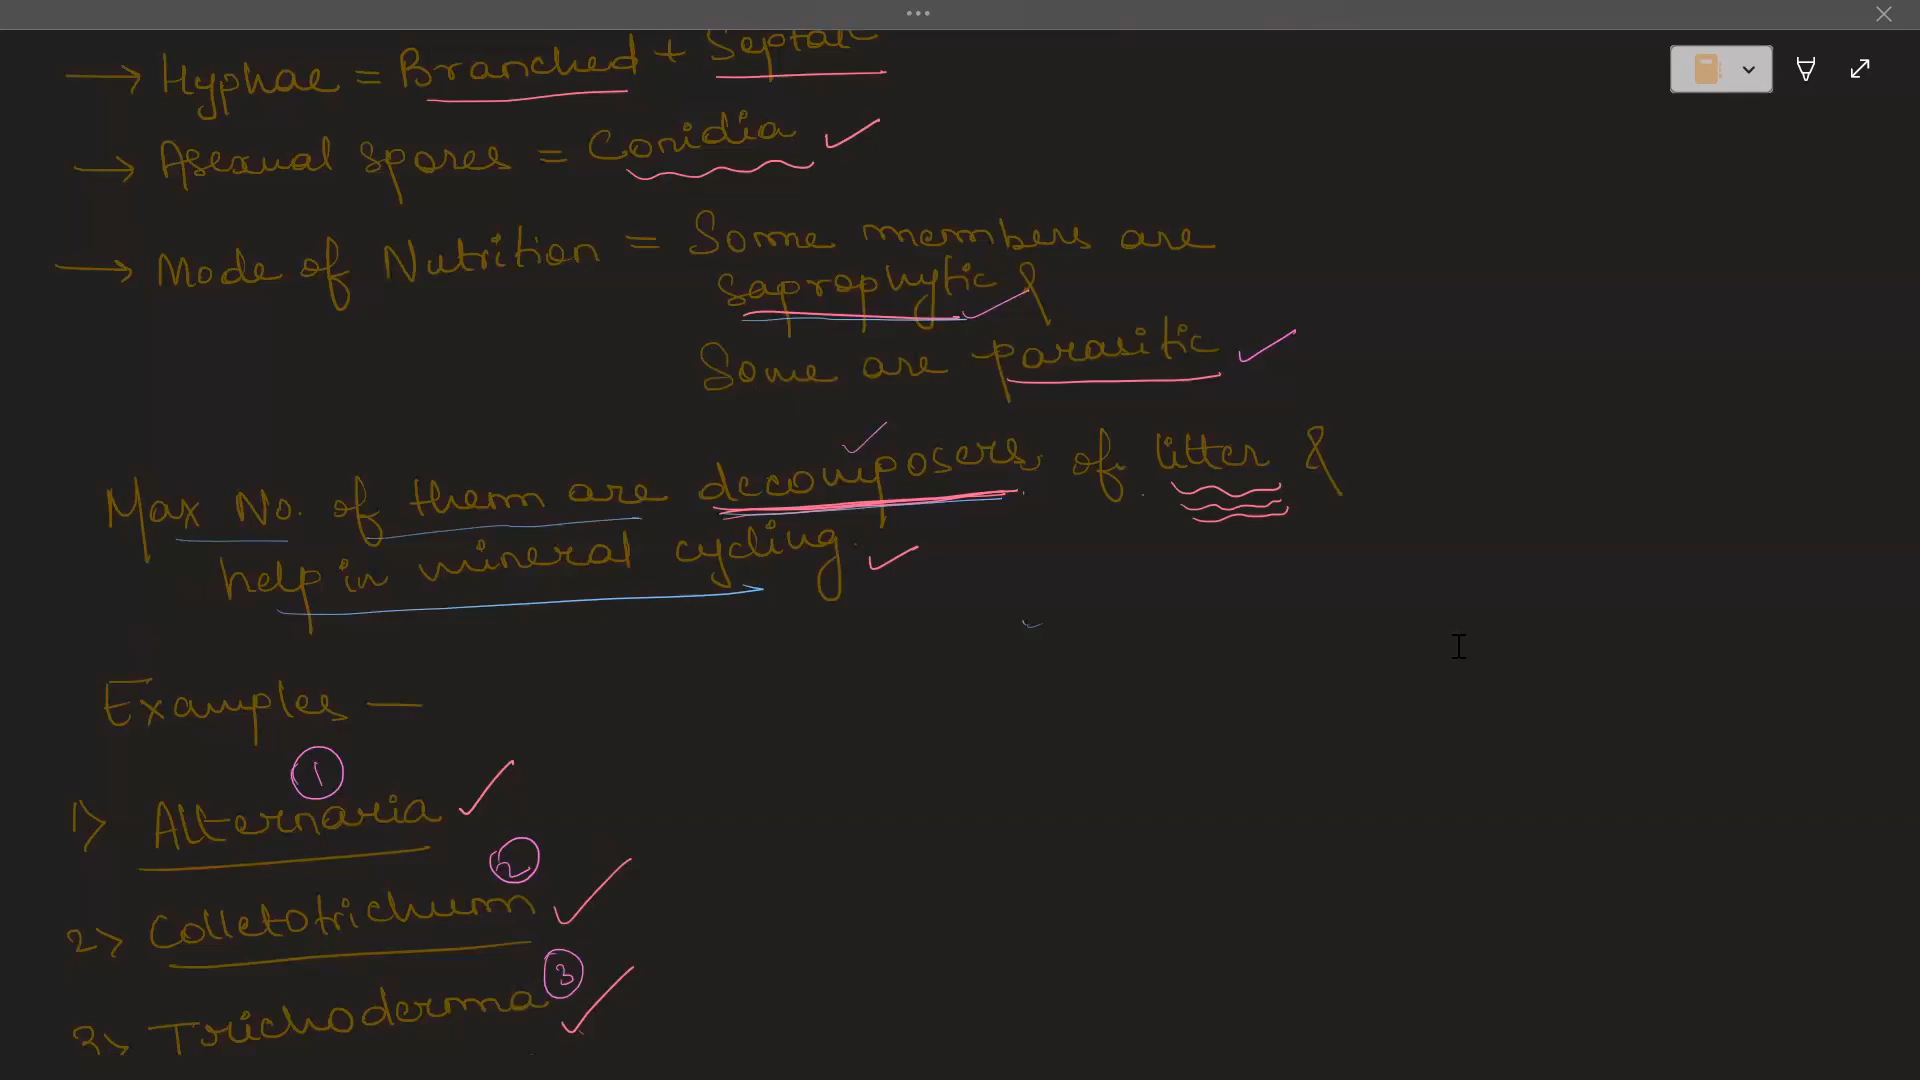 → Hyphae = Branched + Septate
→ Asexual Spores = Conidia
→ Mode of Nutrition = Some members are
saprophytic &
Some are parasitic
Max No. of them are decomposers of litter &
help in mineral cycling.
Examples —
1
1> Alternaria
2
2> Colletotrichum
3
3> Trichoderma